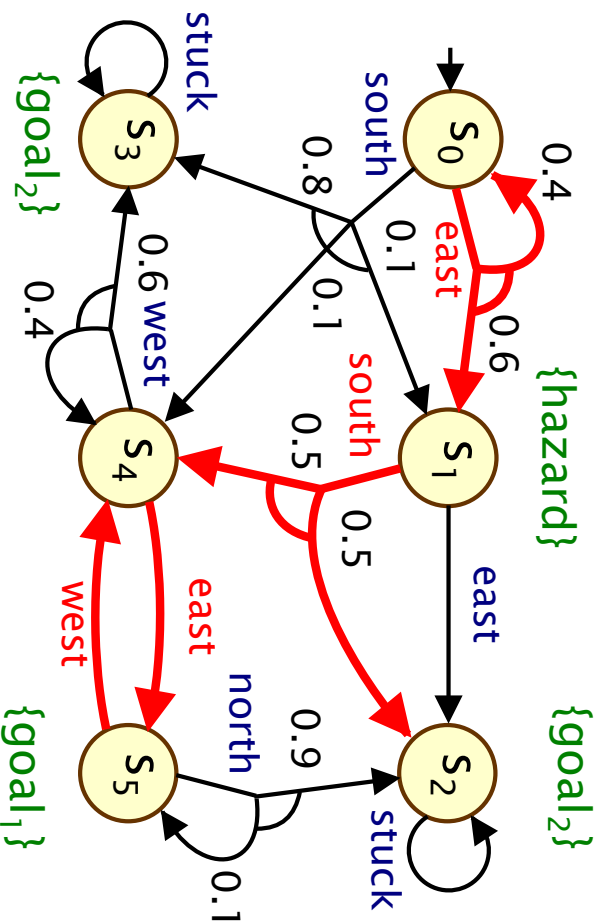 {hazard}
{goal₂}
0.4
0.6
east
s₀
s₁
s₂
east
0.1
south
south
0.5
stuck
0.1
0.8
0.5
0.9
north
0.1
stuck
east
0.6
west
s₃
s₄
s₅
west
0.4
{goal₂}
{goal₁}